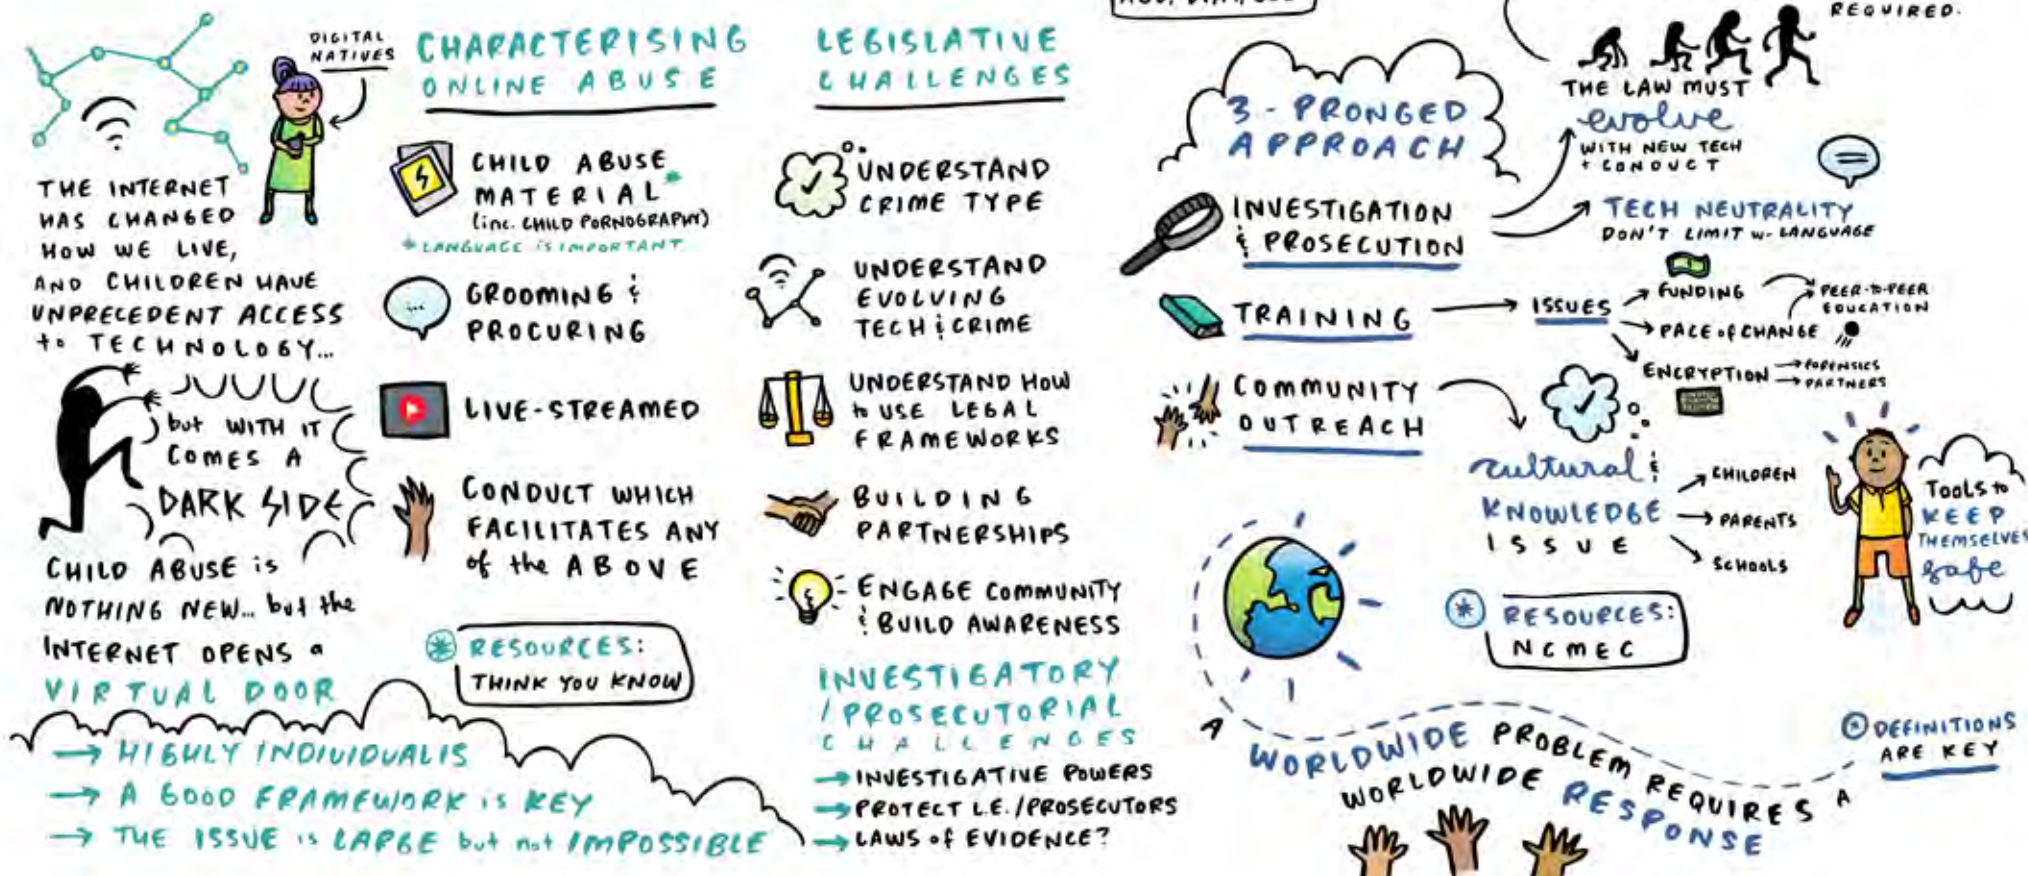 DIGITAL
NATIVES
THE INTERNET
HAS CHANGED
HOW WE LIVE,
AND CHILDREN HAVE
UNPRECEDENT ACCESS
to TECHNOLOGY...
but WITH IT
COMES A
DARK SIDE
CHILD ABUSE is
NOTHING NEW... but the
INTERNET OPENS a
VIRTUAL DOOR
→ HIGHLY INDIVIDUALIS
→ A GOOD FRAMEWORK is KEY
→ THE ISSUE is LARGE but not IMPOSSIBLE
CHARACTERISING
ONLINE ABUSE
CHILD ABUSE
MATERIAL*
(inc. CHILD PORNOGRAPHY)
* LANGUAGE is IMPORTANT
GROOMING &
PROCURING
LIVE-STREAMED
CONDUCT WHICH
FACILITATES ANY
of the ABOVE
* RESOURCES:
THINK YOU KNOW
LEGISLATIVE
CHALLENGES
UNDERSTAND
CRIME TYPE
UNDERSTAND
EVOLVING
TECH & CRIME
UNDERSTAND HOW
to USE LEGAL
FRAMEWORKS
BUILDING
PARTNERSHIPS
ENGAGE COMMUNITY
& BUILD AWARENESS
INVESTIGATORY
/PROSECUTORIAL
CHALLENGES
→ INVESTIGATIVE POWERS
→ PROTECT L.E./PROSECUTORS
→ LAWS of EVIDENCE?
3-PRONGED
APPROACH
INVESTIGATION
& PROSECUTION
REQUIRED.
THE LAW MUST
evolve
WITH NEW TECH
+ CONDUCT
TECH NEUTRALITY
DON'T LIMIT w- LANGUAGE
TRAINING
ISSUES
FUNDING
PACE of CHANGE
PEER-to-PEER
EDUCATION
ENCRYPTION
→ FORENSICS
→ PARTNERS
COMMUNITY
OUTREACH
cultural &
KNOWLEDGE
ISSUE
CHILDREN
PARENTS
SCHOOLS
TOOLS to
KEEP
THEMSELVES
safe
* RESOURCES:
NCMEC
A WORLDWIDE PROBLEM REQUIRES A
WORLDWIDE RESPONSE
* DEFINITIONS
ARE KEY